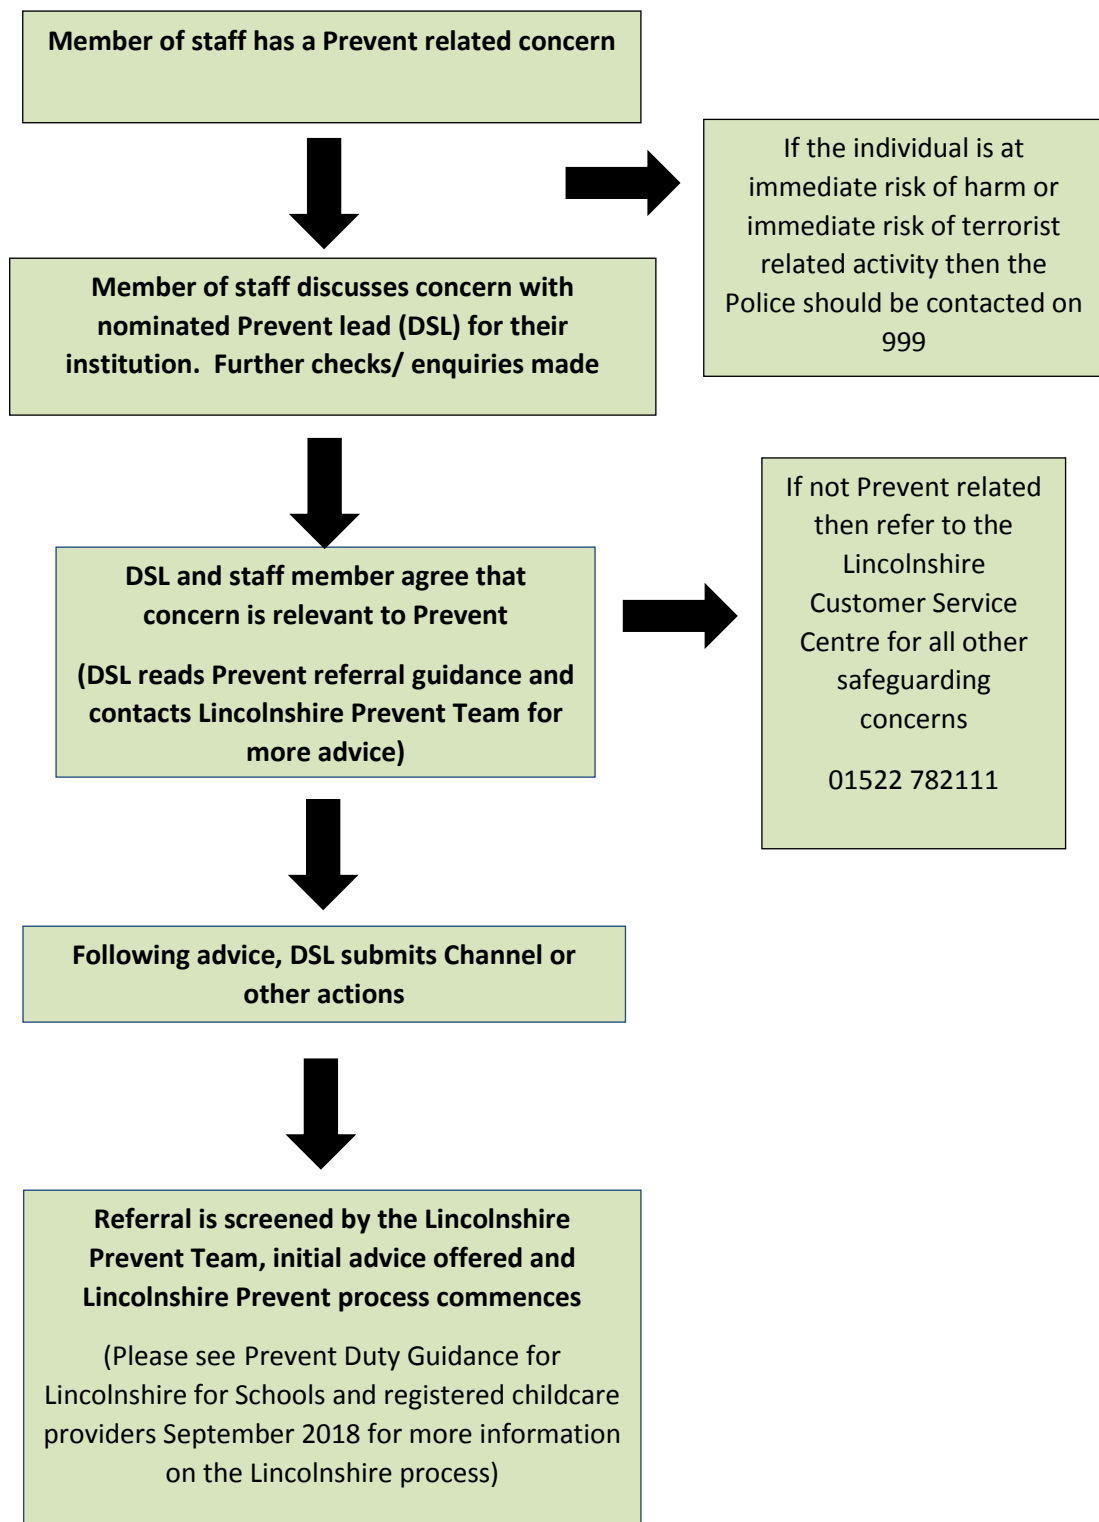 Member of staff has a Prevent related concern
If the individual is at
immediate risk of harm or
immediate risk of terrorist
related activity then the
Police should be contacted on
999
Member of staff discusses concern with
nominated Prevent lead (DSL) for their
institution.  Further checks/ enquiries made
DSL and staff member agree that
concern is relevant to Prevent
(DSL reads Prevent referral guidance and
contacts Lincolnshire Prevent Team for
more advice)
If not Prevent related
then refer to the
Lincolnshire
Customer Service
Centre for all other
safeguarding
concerns
01522 782111
Following advice, DSL submits Channel or
other actions
Referral is screened by the Lincolnshire
Prevent Team, initial advice offered and
Lincolnshire Prevent process commences
(Please see Prevent Duty Guidance for
Lincolnshire for Schools and registered childcare
providers September 2018 for more information
on the Lincolnshire process)